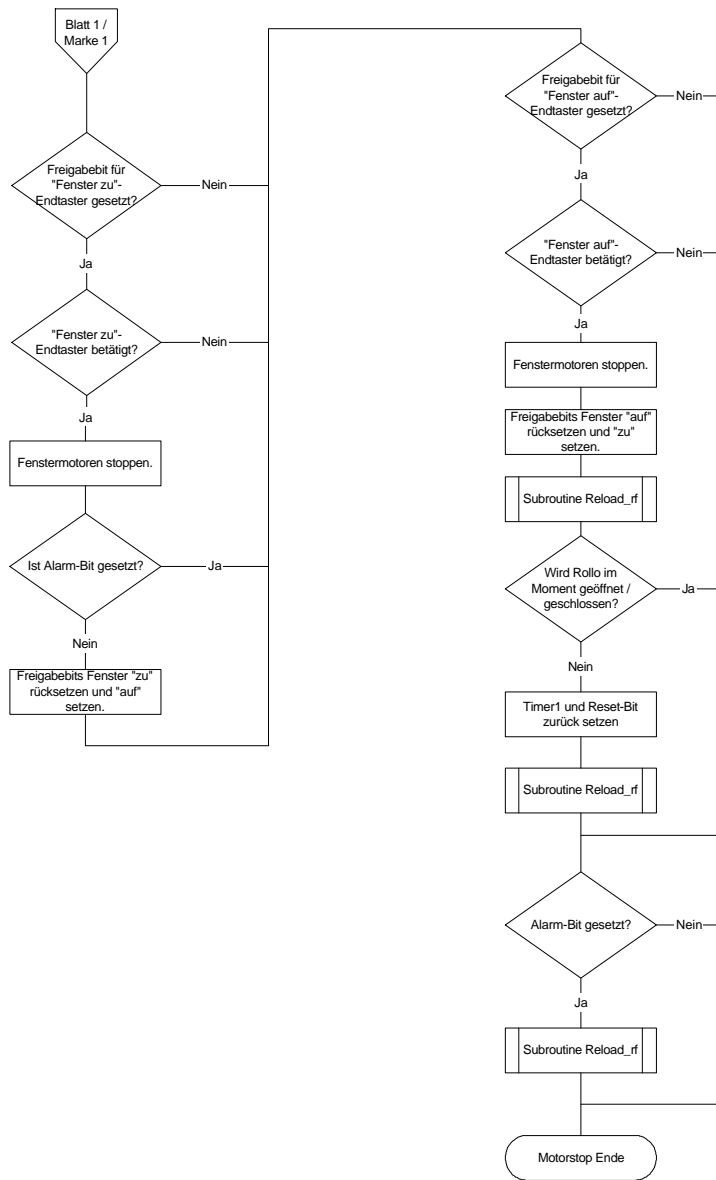 Blatt 1 /
Marke 1
Freigabebit für
"Fenster zu"-
Endtaster gesetzt?
Nein
Ja
"Fenster zu"-
Endtaster betätigt?
Nein
Ja
Fenstermotoren stoppen.
Ist Alarm-Bit gesetzt?
Ja
Nein
Freigabebits Fenster "zu"
rücksetzen und "auf"
setzen.
Freigabebit für
"Fenster auf"-
Endtaster gesetzt?
Nein
Ja
"Fenster auf"-
Endtaster betätigt?
Nein
Ja
Fenstermotoren stoppen.
Freigabebits Fenster "auf"
rücksetzen und "zu"
setzen.
Subroutine Reload_rf
Wird Rollo im
Moment geöffnet /
geschlossen?
Ja
Nein
Timer1 und Reset-Bit
zurück setzen
Subroutine Reload_rf
Alarm-Bit gesetzt?
Nein
Ja
Subroutine Reload_rf
Motorstop Ende